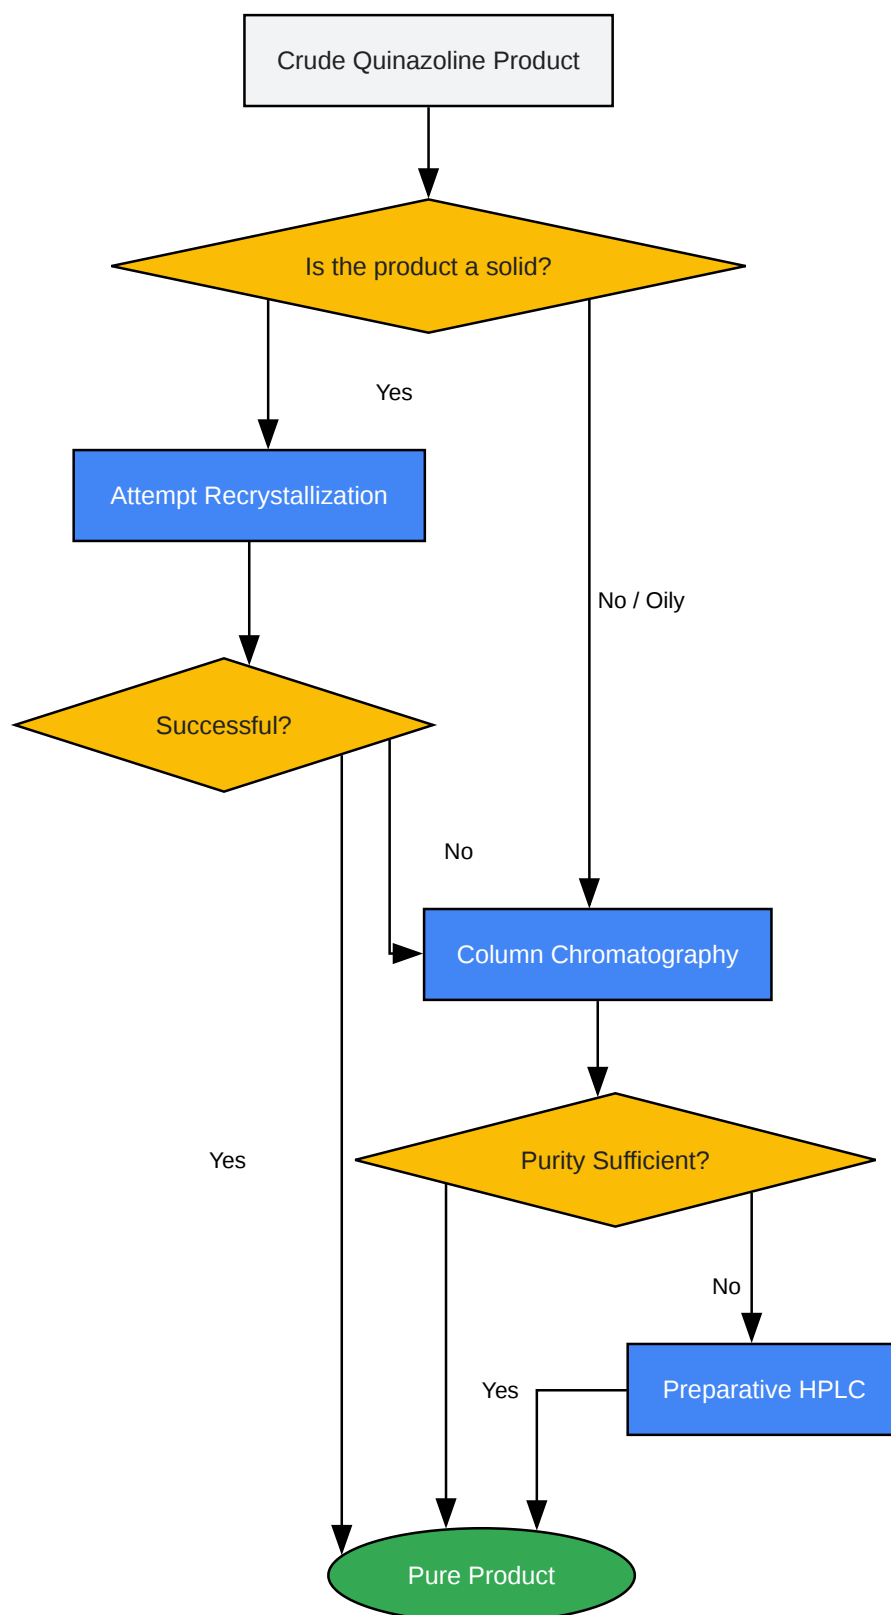 Crude Quinazoline Product
Is the product a solid?
Yes
Attempt Recrystallization
No / Oily
Successful?
No
Column Chromatography
Yes
Purity Sufficient?
No
Yes
Preparative HPLC
Pure Product